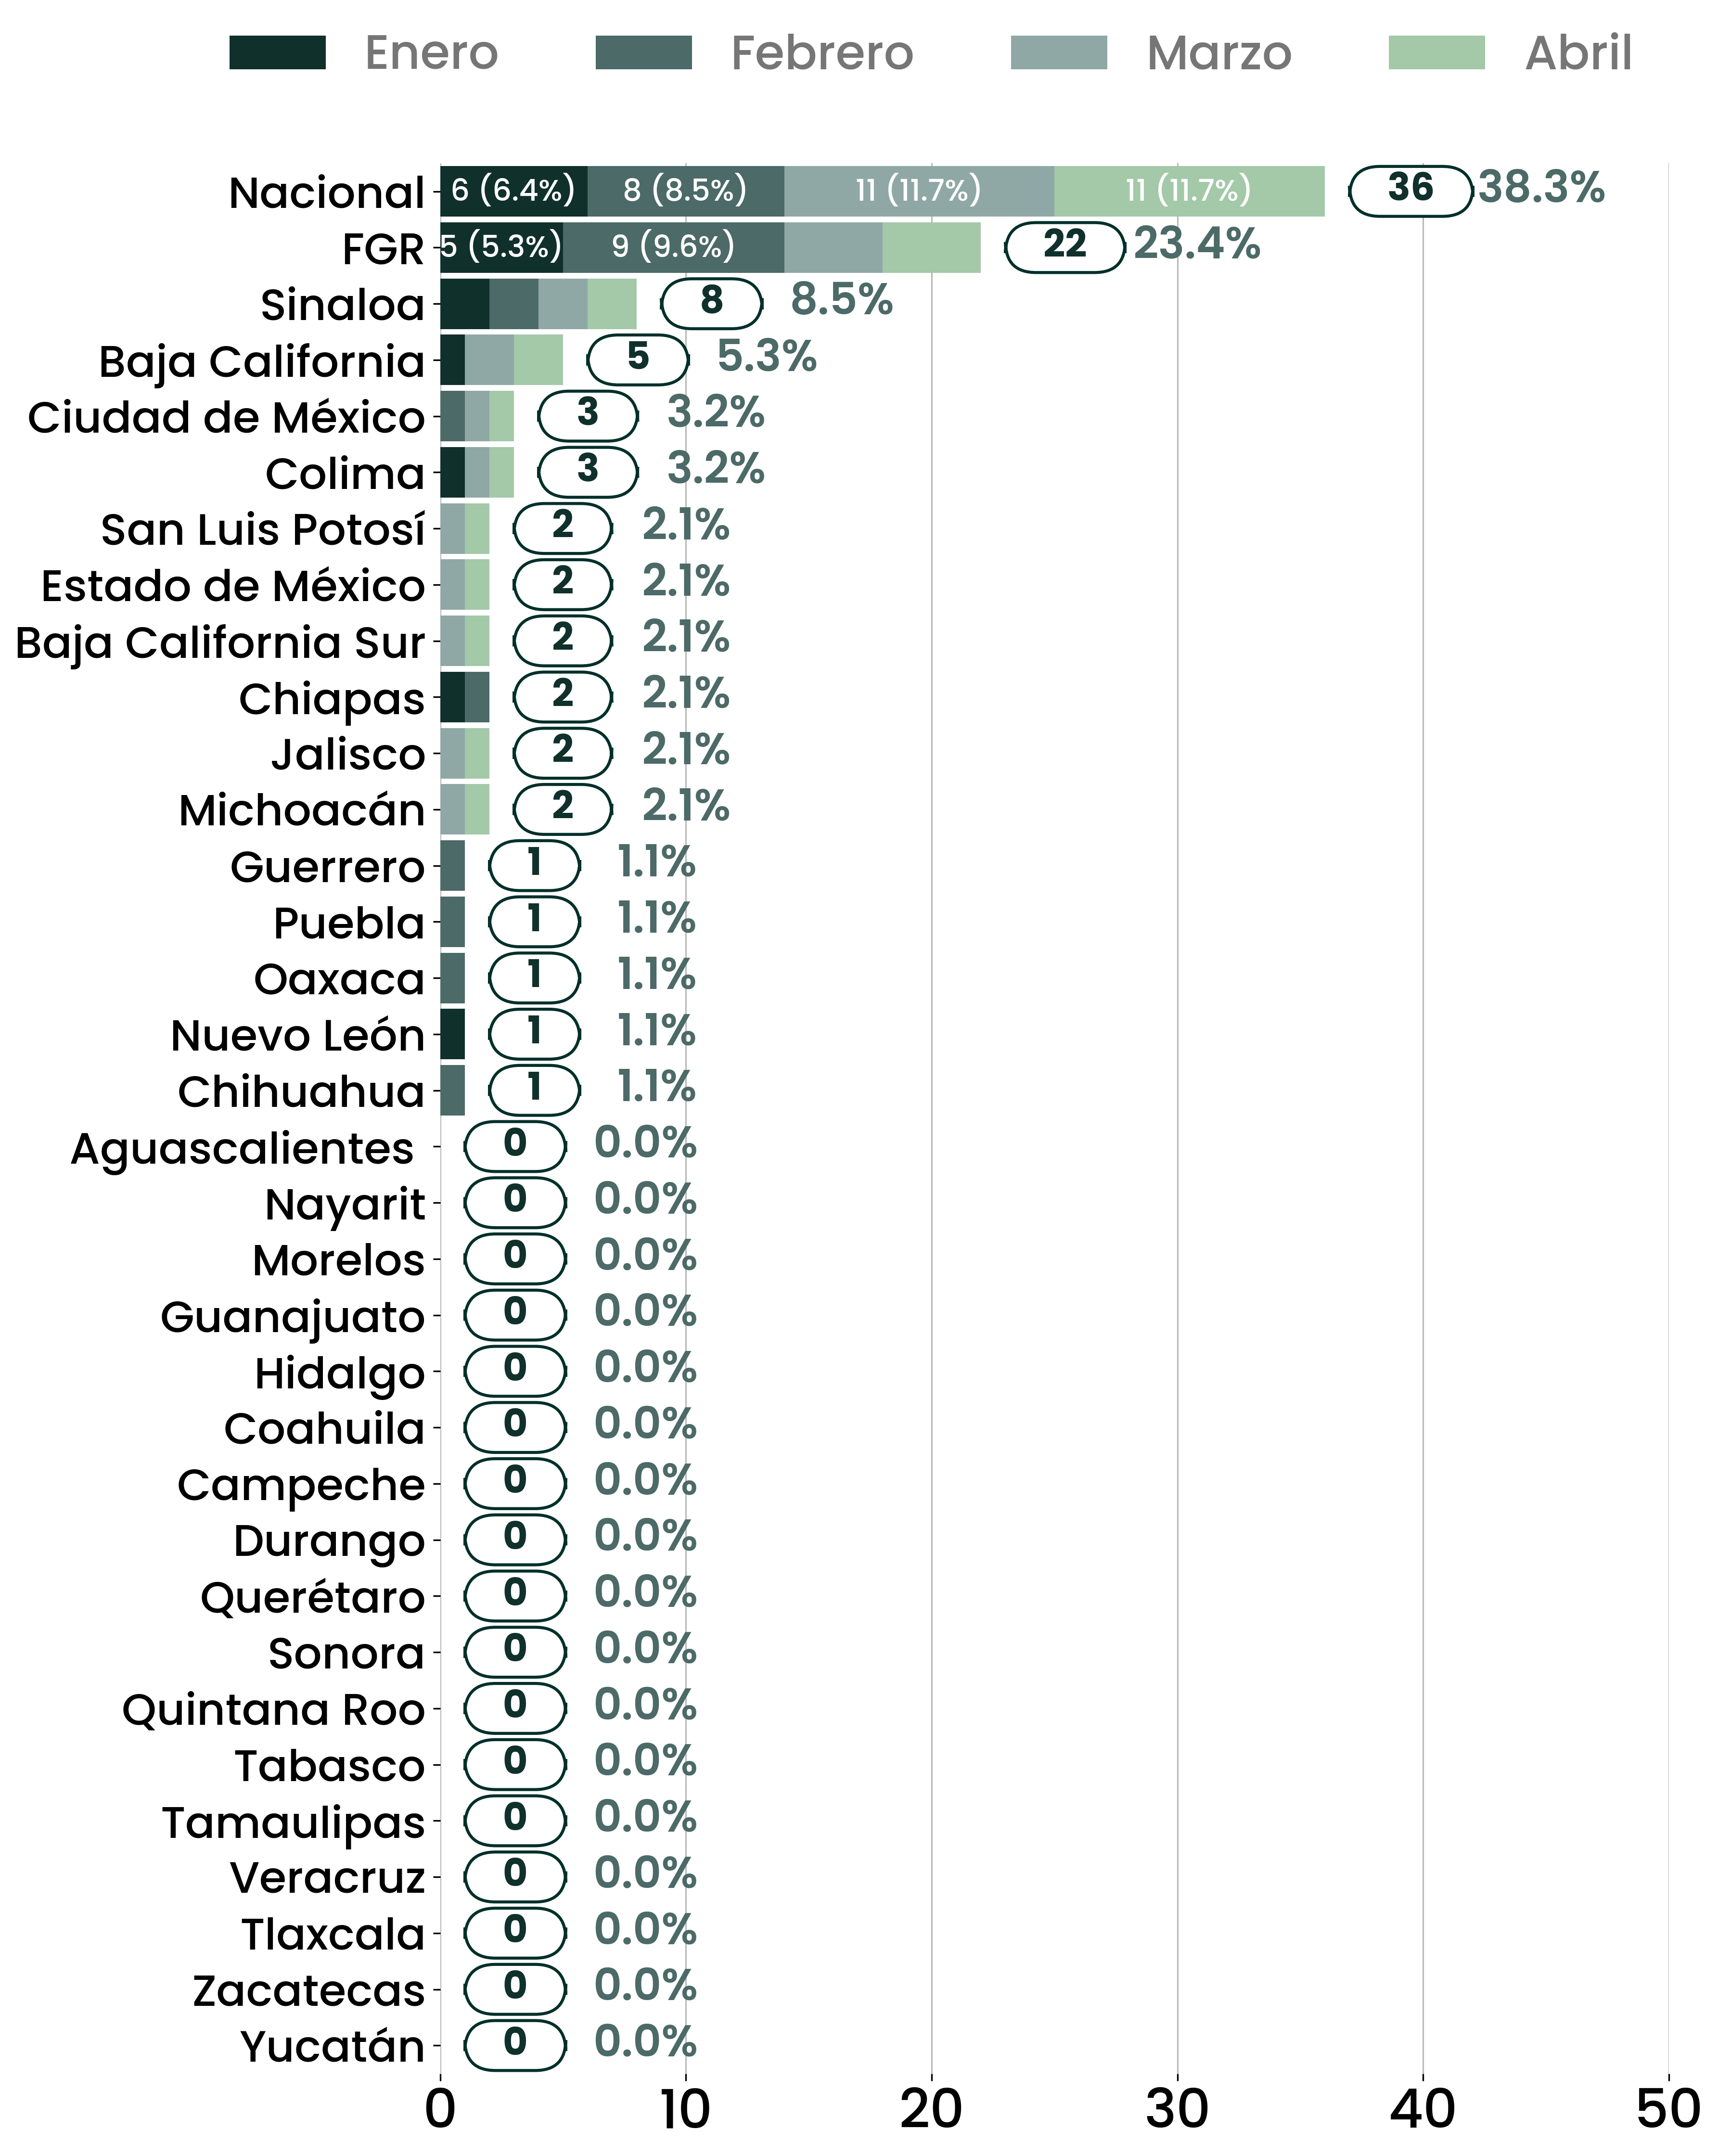 Enero Febrero Marzo Abril
Nacional 6 (6.4%) 8 (8.5%) 11 (11.7%) 11 (11.7%) 36 38.3%
FGR 5 (5.3%) 9 (9.6%) 22 23.4%
Sinaloa 8 8.5%
Baja California 5 5.3%
Ciudad de México 3 3.2%
Colima 3 3.2%
San Luis Potosí 2 2.1%
Estado de México 2 2.1%
Baja California Sur 2 2.1%
Chiapas 2 2.1%
Jalisco 2 2.1%
Michoacán 2 2.1%
Guerrero 1 1.1%
Puebla 1 1.1%
Oaxaca 1 1.1%
Nuevo León 1 1.1%
Chihuahua 1 1.1%
Aguascalientes 0 0.0%
Nayarit 0 0.0%
Morelos 0 0.0%
Guanajuato 0 0.0%
Hidalgo 0 0.0%
Coahuila 0 0.0%
Campeche 0 0.0%
Durango 0 0.0%
Querétaro 0 0.0%
Sonora 0 0.0%
Quintana Roo 0 0.0%
Tabasco 0 0.0%
Tamaulipas 0 0.0%
Veracruz 0 0.0%
Tlaxcala 0 0.0%
Zacatecas 0 0.0%
Yucatán 0 0.0%
0 10 20 30 40 50